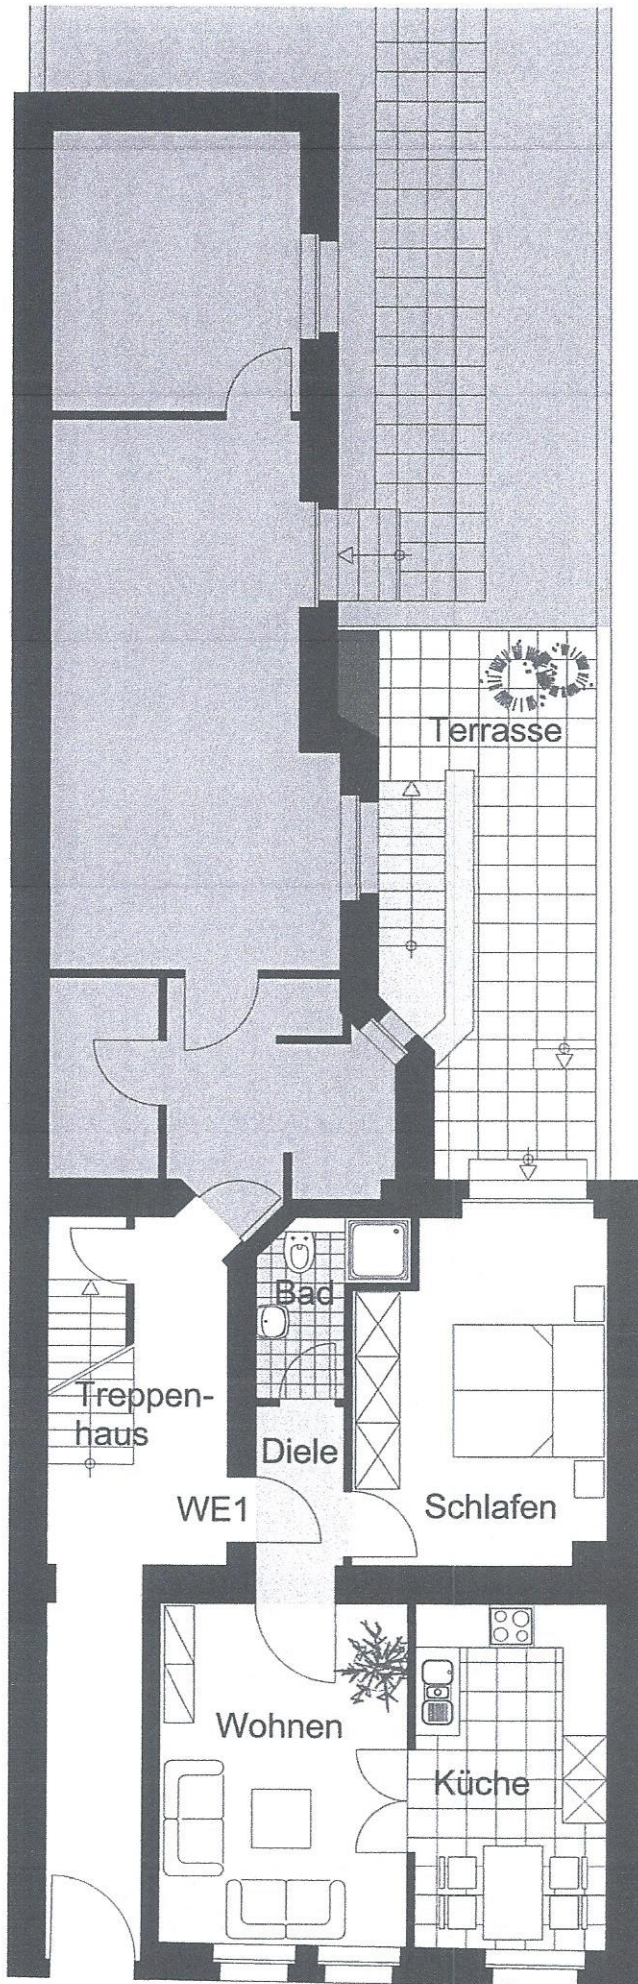 Terrasse
Bad
Treppen-
haus
Diele
WE1
Schlafen
Wohnen
Küche